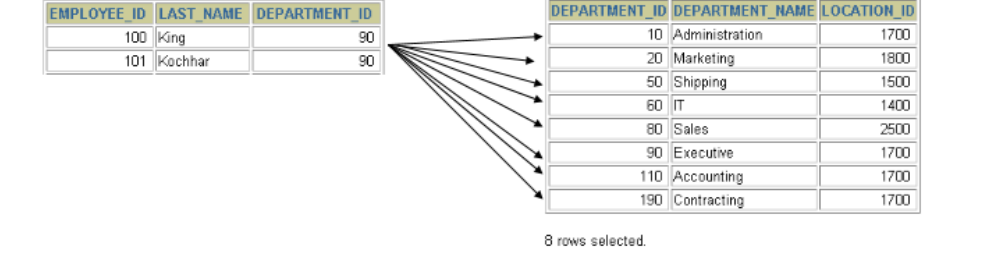 EMPLOYEE_ID LAST_NAME DEPARTMENT_ID
100 King 90
101 Kochhar 90
DEPARTMENT_ID DEPARTMENT_NAME LOCATION_ID
10 Administration 1700
20 Marketing 1800
50 Shipping 1500
60 IT 1400
80 Sales 2500
90 Executive 1700
110 Accounting 1700
190 Contracting 1700
8 rows selected.